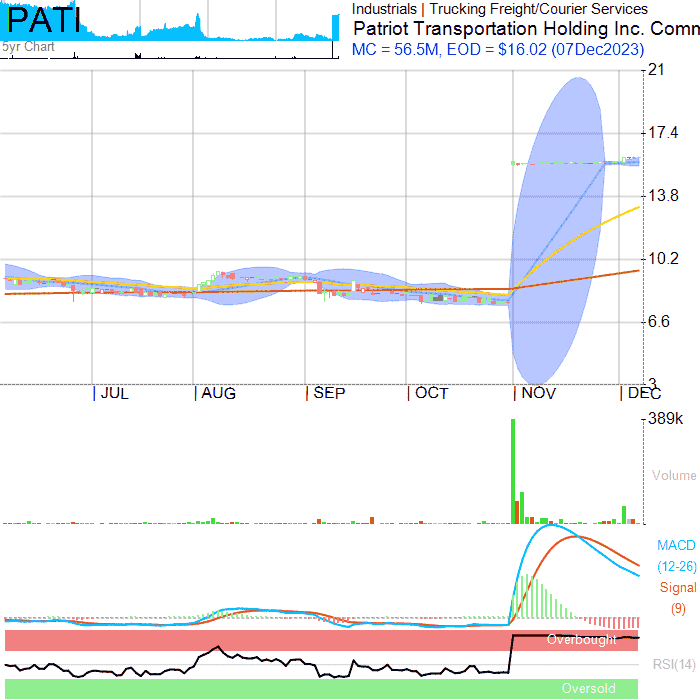 PATI
5yr Chart
Industrials | Trucking Freight/Courier Services
Patriot Transportation Holding Inc. Comn
MC = 56.5M, EOD = $16.02 (07Dec2023)
21
17.4
13.8
10.2
6.6
3
JUL
AUG
SEP
OCT
NOV
DEC
389k
Volume
MACD
(12-26)
Signal
(9)
Overbought
RSI(14)
Oversold